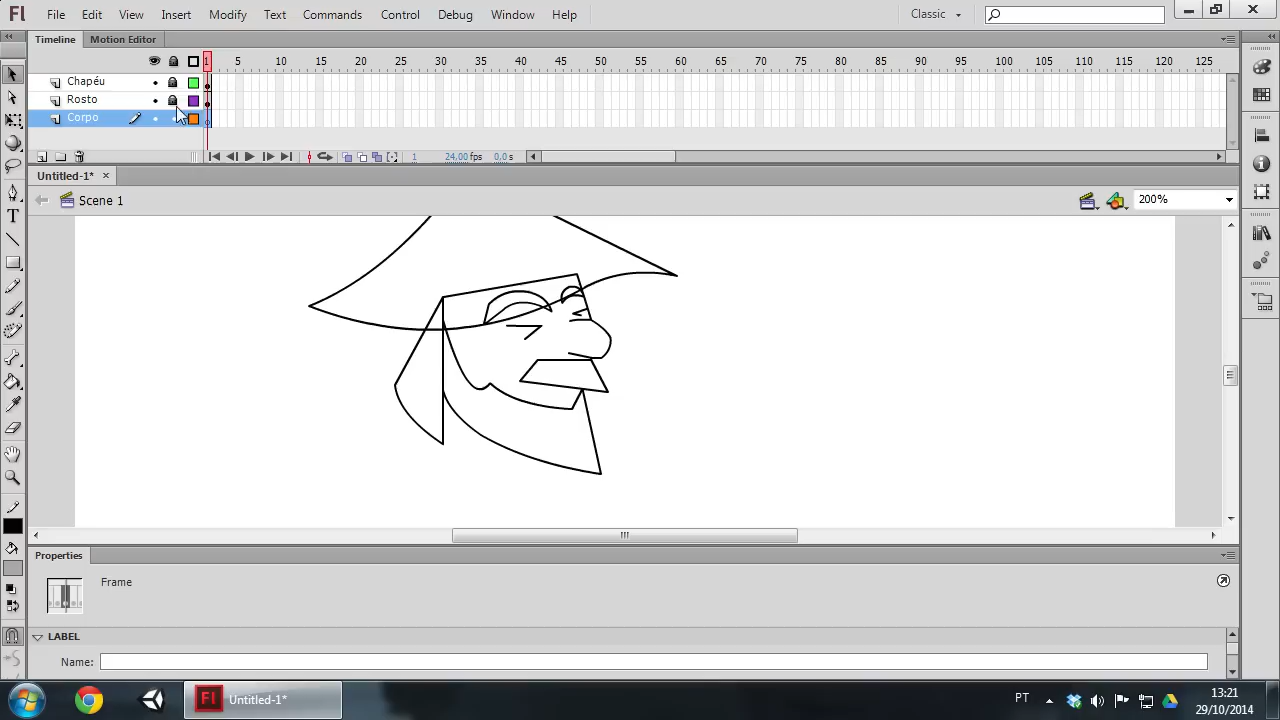 Fl File Edit View Insert Modify Text Commands Control Debug Window Help Classic
Timeline Motion Editor
1 5 10 15 20 25 30 35 40 45 50 55 60 65 70 75 80 85 90 95 100 105 110 115 120 125
Chapéu
Rosto
Corpo
1 24.00 fps 0.0 s
Untitled-1* ×
Scene 1 200%
T
Properties
Frame
LABEL
Name:
Fl Untitled-1* PT 13:21
29/10/2014